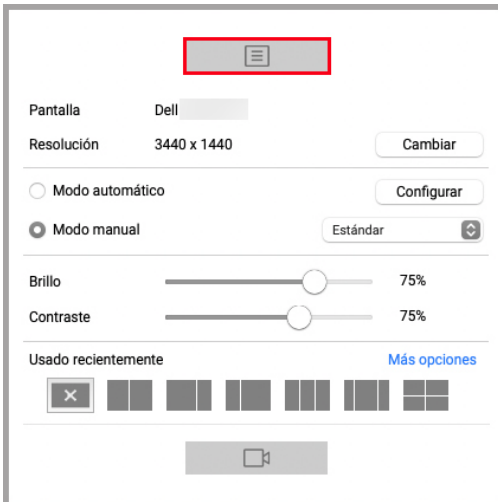 Pantalla Dell
Resolución 3440 x 1440 Cambiar
Modo automático Configurar
Modo manual Estándar
Brillo 75%
Contraste 75%
Usado recientemente Más opciones